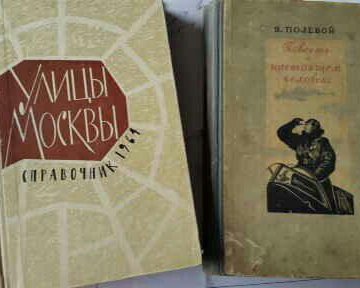 УЛИЦЫ
МОСКВЫ
СПРАВОЧНИК 1964
Б. ПОЛЕВОЙ
Повесть
О НАСТОЯЩЕМ
ЧЕЛОВЕКЕ